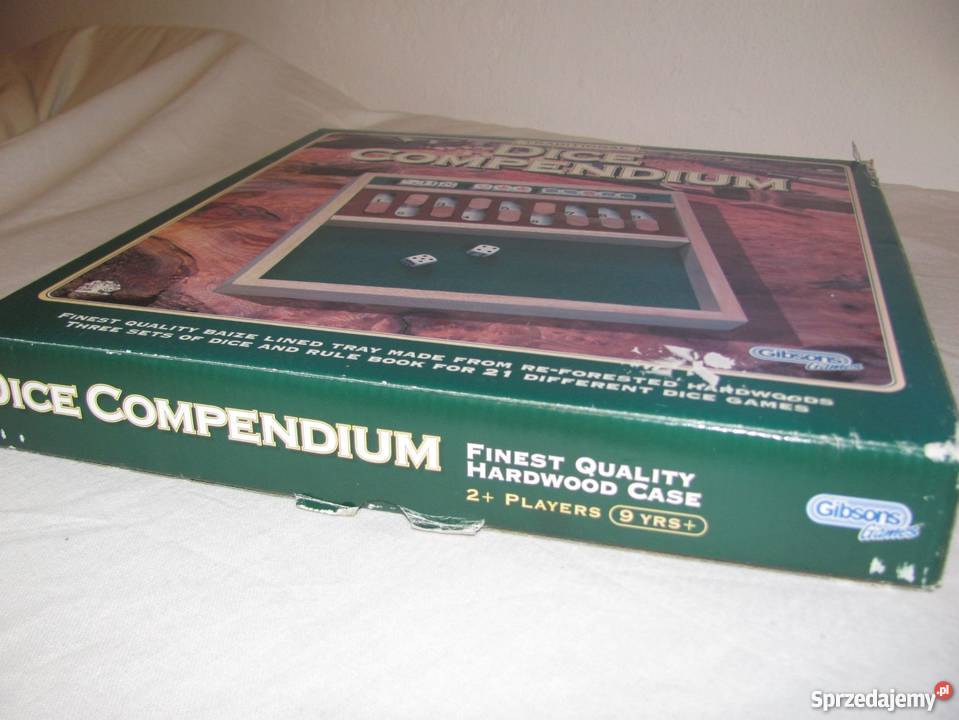 DICE
COMPENDIUM
FINEST QUALITY BAIZE LINED TRAY MADE FROM RE-FORESTED HARDWOODS
THREE SETS OF DICE AND RULE BOOK FOR 21 DIFFERENT DICE GAMES
Gibsons
Games
DICE COMPENDIUM
FINEST QUALITY
HARDWOOD CASE
2+ PLAYERS 9 YRS+
Gibsons
Games
Sprzedajemy.pl